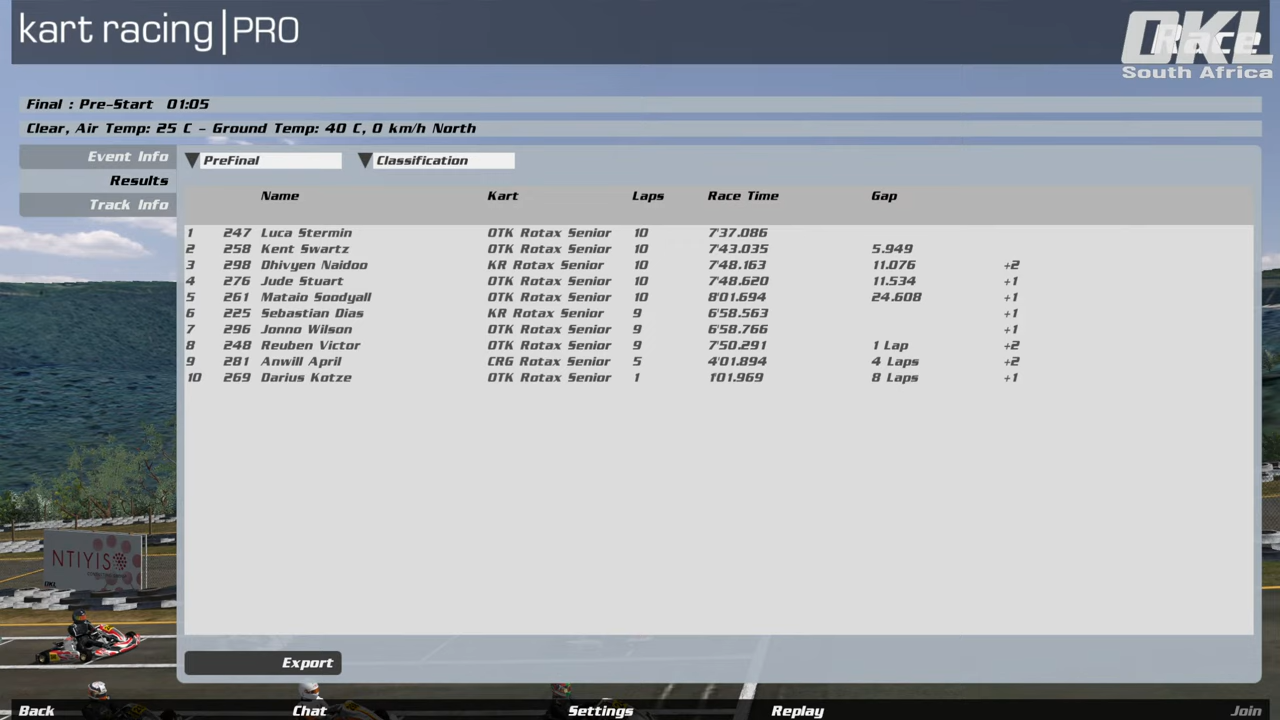 kart racing|PRO
OKL
Race
South Africa
Final : Pre-Start 01:05
Clear, Air Temp: 25 C - Ground Temp: 40 C, 0 km/h North
Event Info
Results
Track Info
PreFinal Classification
Name Kart Laps Race Time Gap
1 247 Luca Stermin OTK Rotax Senior 10 7'37.086
2 258 Kent Swartz OTK Rotax Senior 10 7'43.035 5.949
3 298 Dhivyen Naidoo KR Rotax Senior 10 7'48.163 11.076 +2
4 276 Jude Stuart OTK Rotax Senior 10 7'48.620 11.534 +1
5 261 Mataio Soodyall OTK Rotax Senior 10 8'01.694 24.608 +1
6 225 Sebastian Dias KR Rotax Senior 9 6'58.563 +1
7 296 Jonno Wilson OTK Rotax Senior 9 6'58.766 +1
8 248 Reuben Victor OTK Rotax Senior 9 7'50.291 1 Lap +2
9 281 Anwill April CRG Rotax Senior 5 4'01.894 4 Laps +2
10 269 Darius Kotze OTK Rotax Senior 1 1'01.969 8 Laps +1
NTIYISO
OKL
Export
Back Chat Settings Replay Join